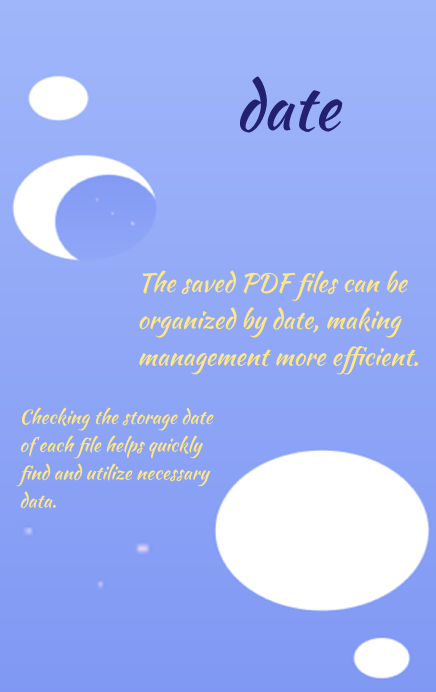 date
The saved PDF files can be
organized by date, making
management more efficient.
Checking the storage date
of each file helps quickly
find and utilize necessary
data.